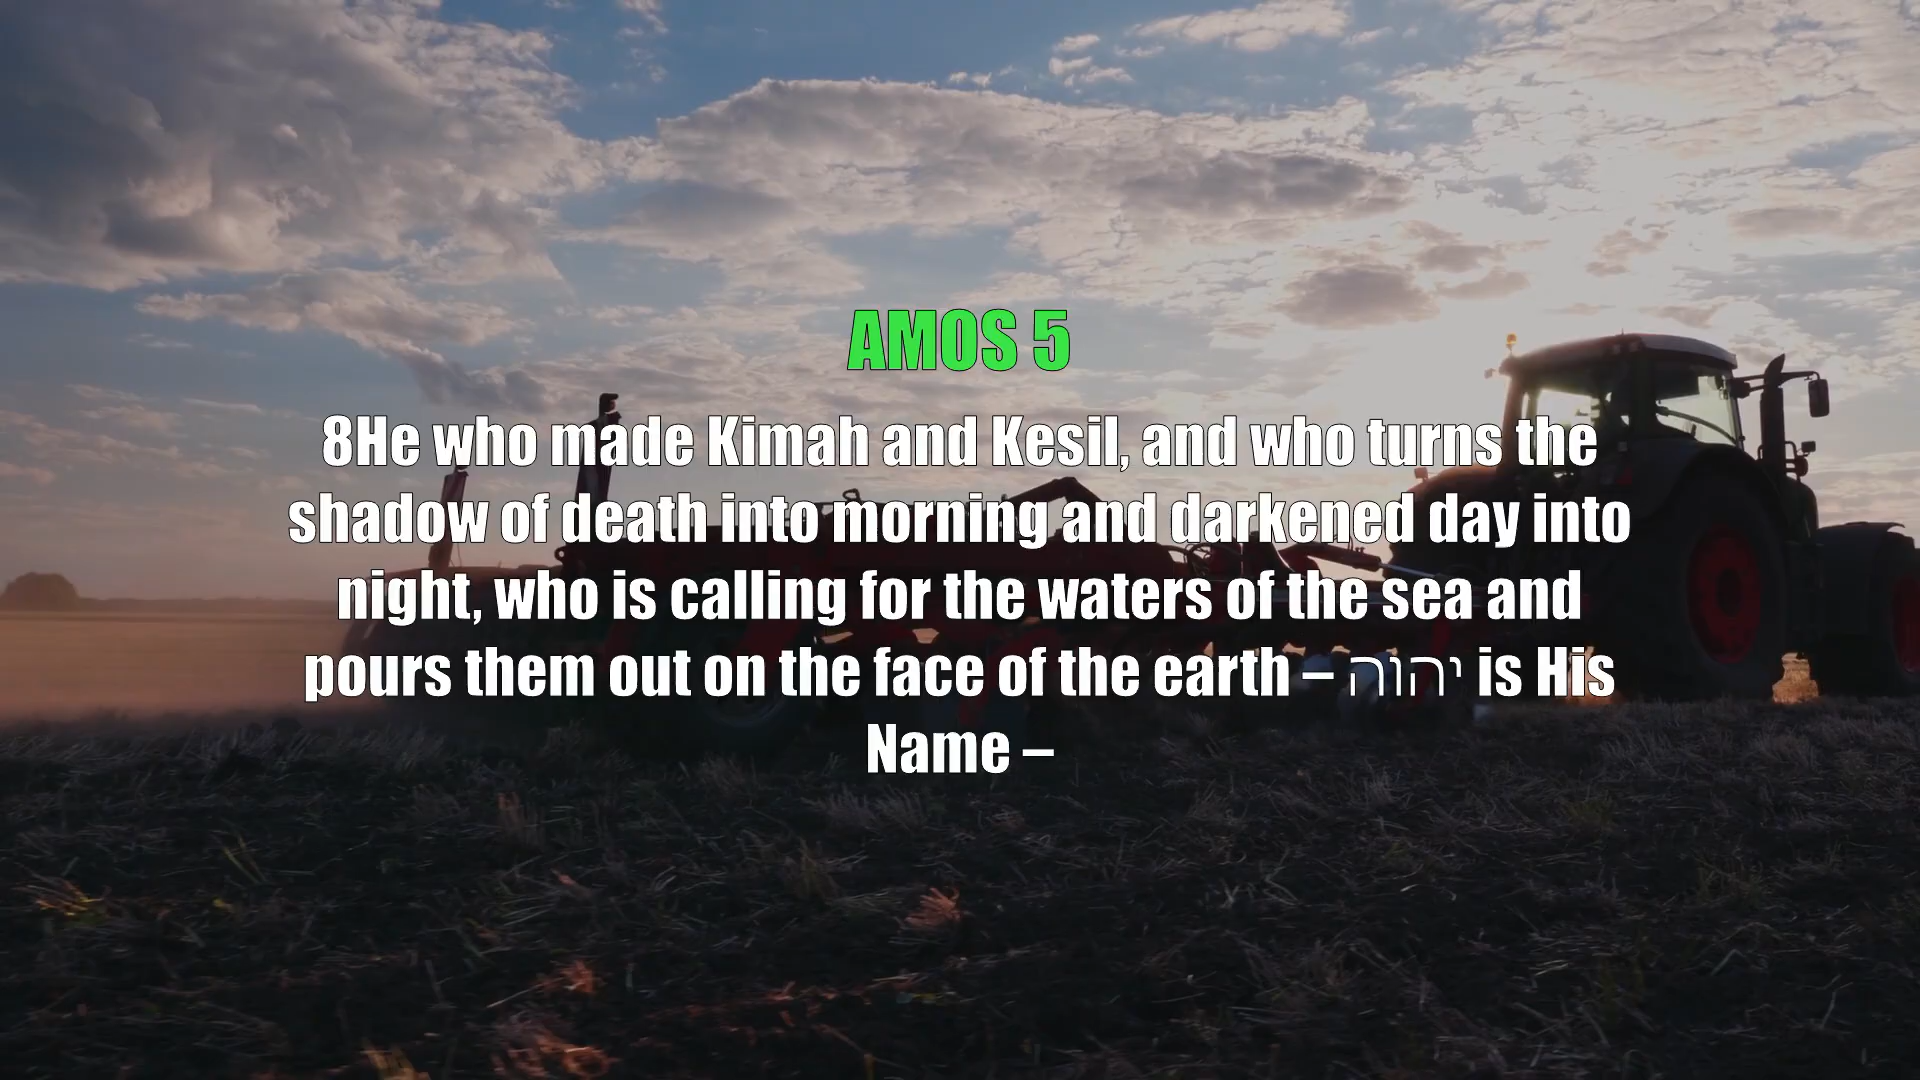 AMOS 5
8He who made Kimah and Kesil, and who turns the
shadow of death into morning and darkened day into
night, who is calling for the waters of the sea and
pours them out on the face of the earth – יהוה is His
Name –